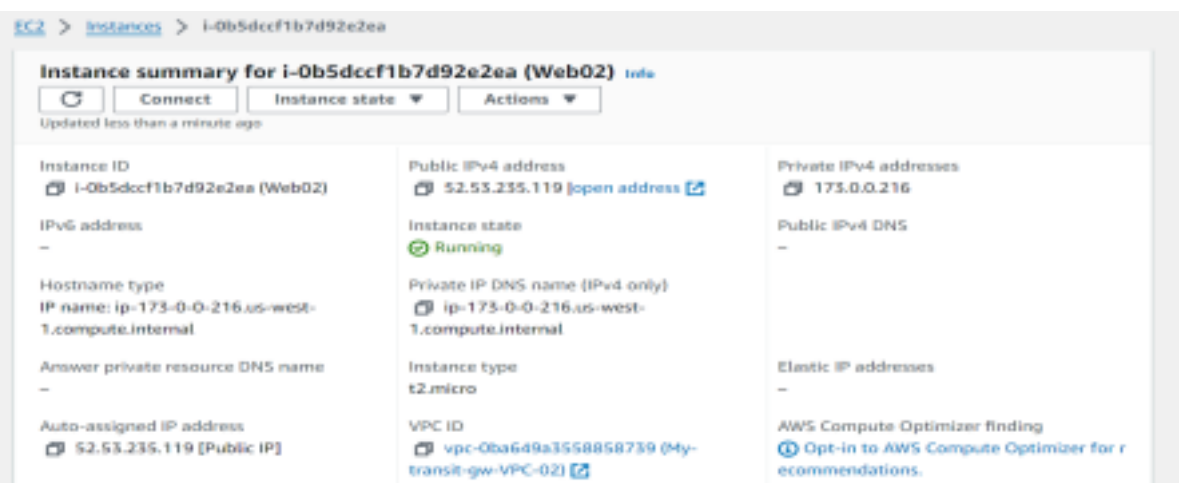 EC2 > Instances > i-0b5dccf1b7d92e2ea
Instance summary for i-0b5dccf1b7d92e2ea (Web02) Info
Connect Instance state ▼ Actions ▼
Updated less than a minute ago
Instance ID
i-0b5dccf1b7d92e2ea (Web02)
Public IPv4 address
52.53.235.119 |open address
Private IPv4 addresses
173.0.0.216
IPv6 address
–
Instance state
Running
Public IPv4 DNS
–
Hostname type
IP name: ip-173-0-0-216.us-west-
1.compute.internal
Private IP DNS name (IPv4 only)
ip-173-0-0-216.us-west-
1.compute.internal
Answer private resource DNS name
–
Instance type
t2.micro
Elastic IP addresses
–
Auto-assigned IP address
52.53.235.119 [Public IP]
VPC ID
vpc-0ba649a3558858739 (My-
transit-gw-VPC-02)
AWS Compute Optimizer finding
Opt-in to AWS Compute Optimizer for r
ecommendations.